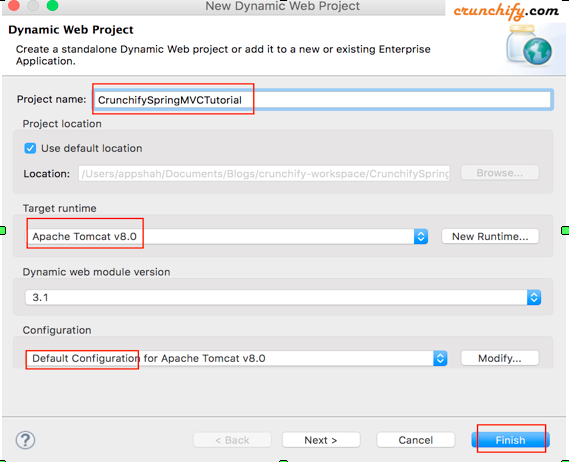 New Dynamic Web Project
crunchify.com
Dynamic Web Project
Create a standalone Dynamic Web project or add it to a new or existing Enterprise
Application.
Project name: CrunchifySpringMVCTutorial
Project location
Use default location
Location: /Users/appshah/Documents/Blogs/crunchify-workspace/CrunchifySpring Browse...
Target runtime
Apache Tomcat v8.0 New Runtime...
Dynamic web module version
3.1
Configuration
Default Configuration for Apache Tomcat v8.0 Modify...
? < Back Next > Cancel Finish